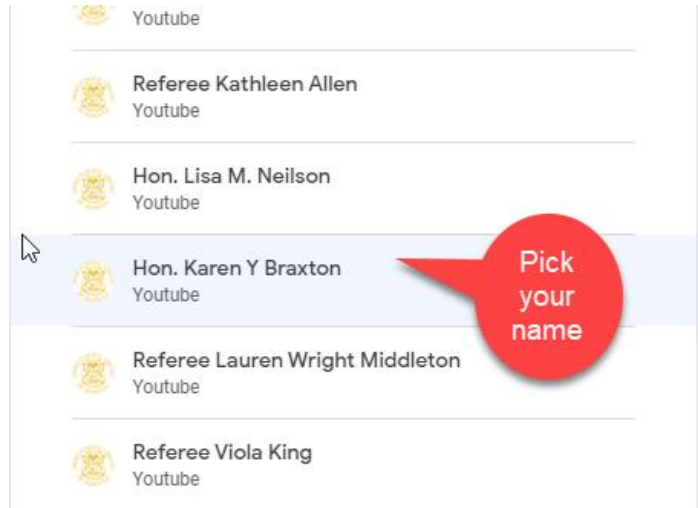 Youtube
Referee Kathleen Allen
Youtube
Hon. Lisa M. Neilson
Youtube
Hon. Karen Y Braxton
Youtube
Pick
your
name
Referee Lauren Wright Middleton
Youtube
Referee Viola King
Youtube